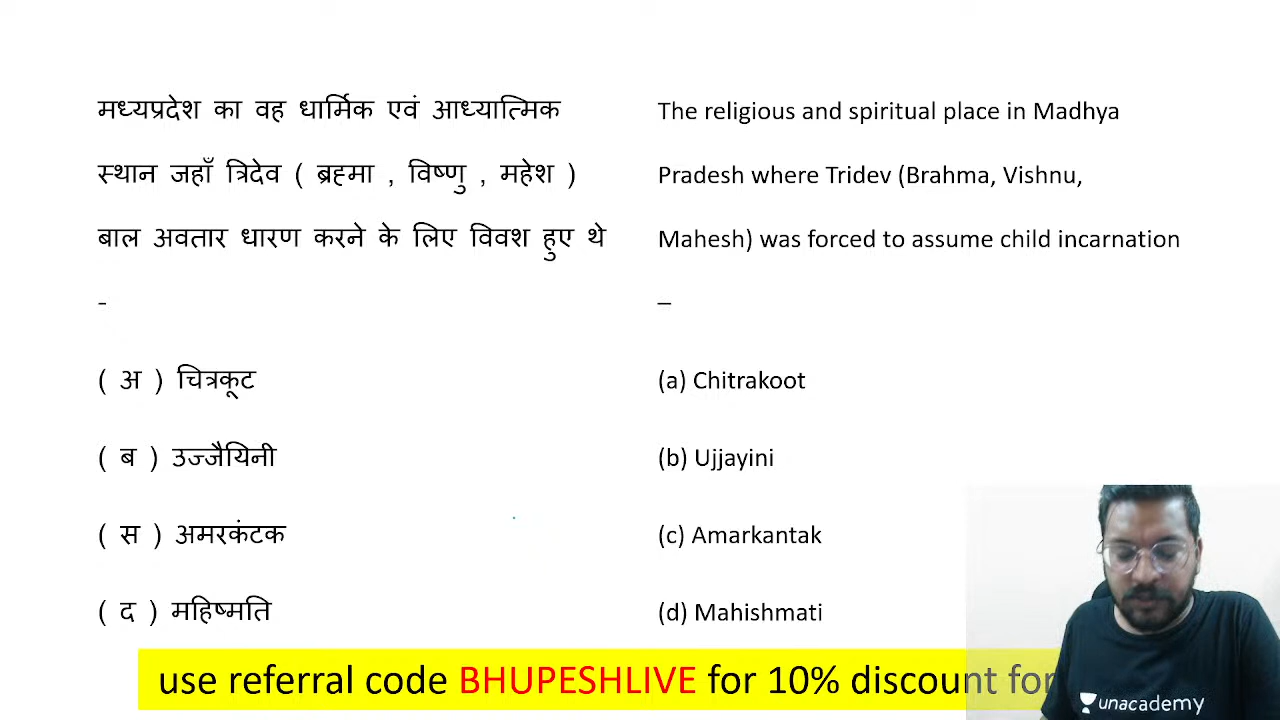 मध्यप्रदेश का वह धार्मिक एवं आध्यात्मिक
स्थान जहाँ त्रिदेव ( ब्रह्मा , विष्णु , महेश )
बाल अवतार धारण करने के लिए विवश हुए थे
-
( अ ) चित्रकूट
( ब ) उज्जैयिनी
( स ) अमरकंटक
( द ) महिष्मति
The religious and spiritual place in Madhya
Pradesh where Tridev (Brahma, Vishnu,
Mahesh) was forced to assume child incarnation
–
(a) Chitrakoot
(b) Ujjayini
(c) Amarkantak
(d) Mahishmati
use referral code BHUPESHLIVE for 10% discount for
unacademy